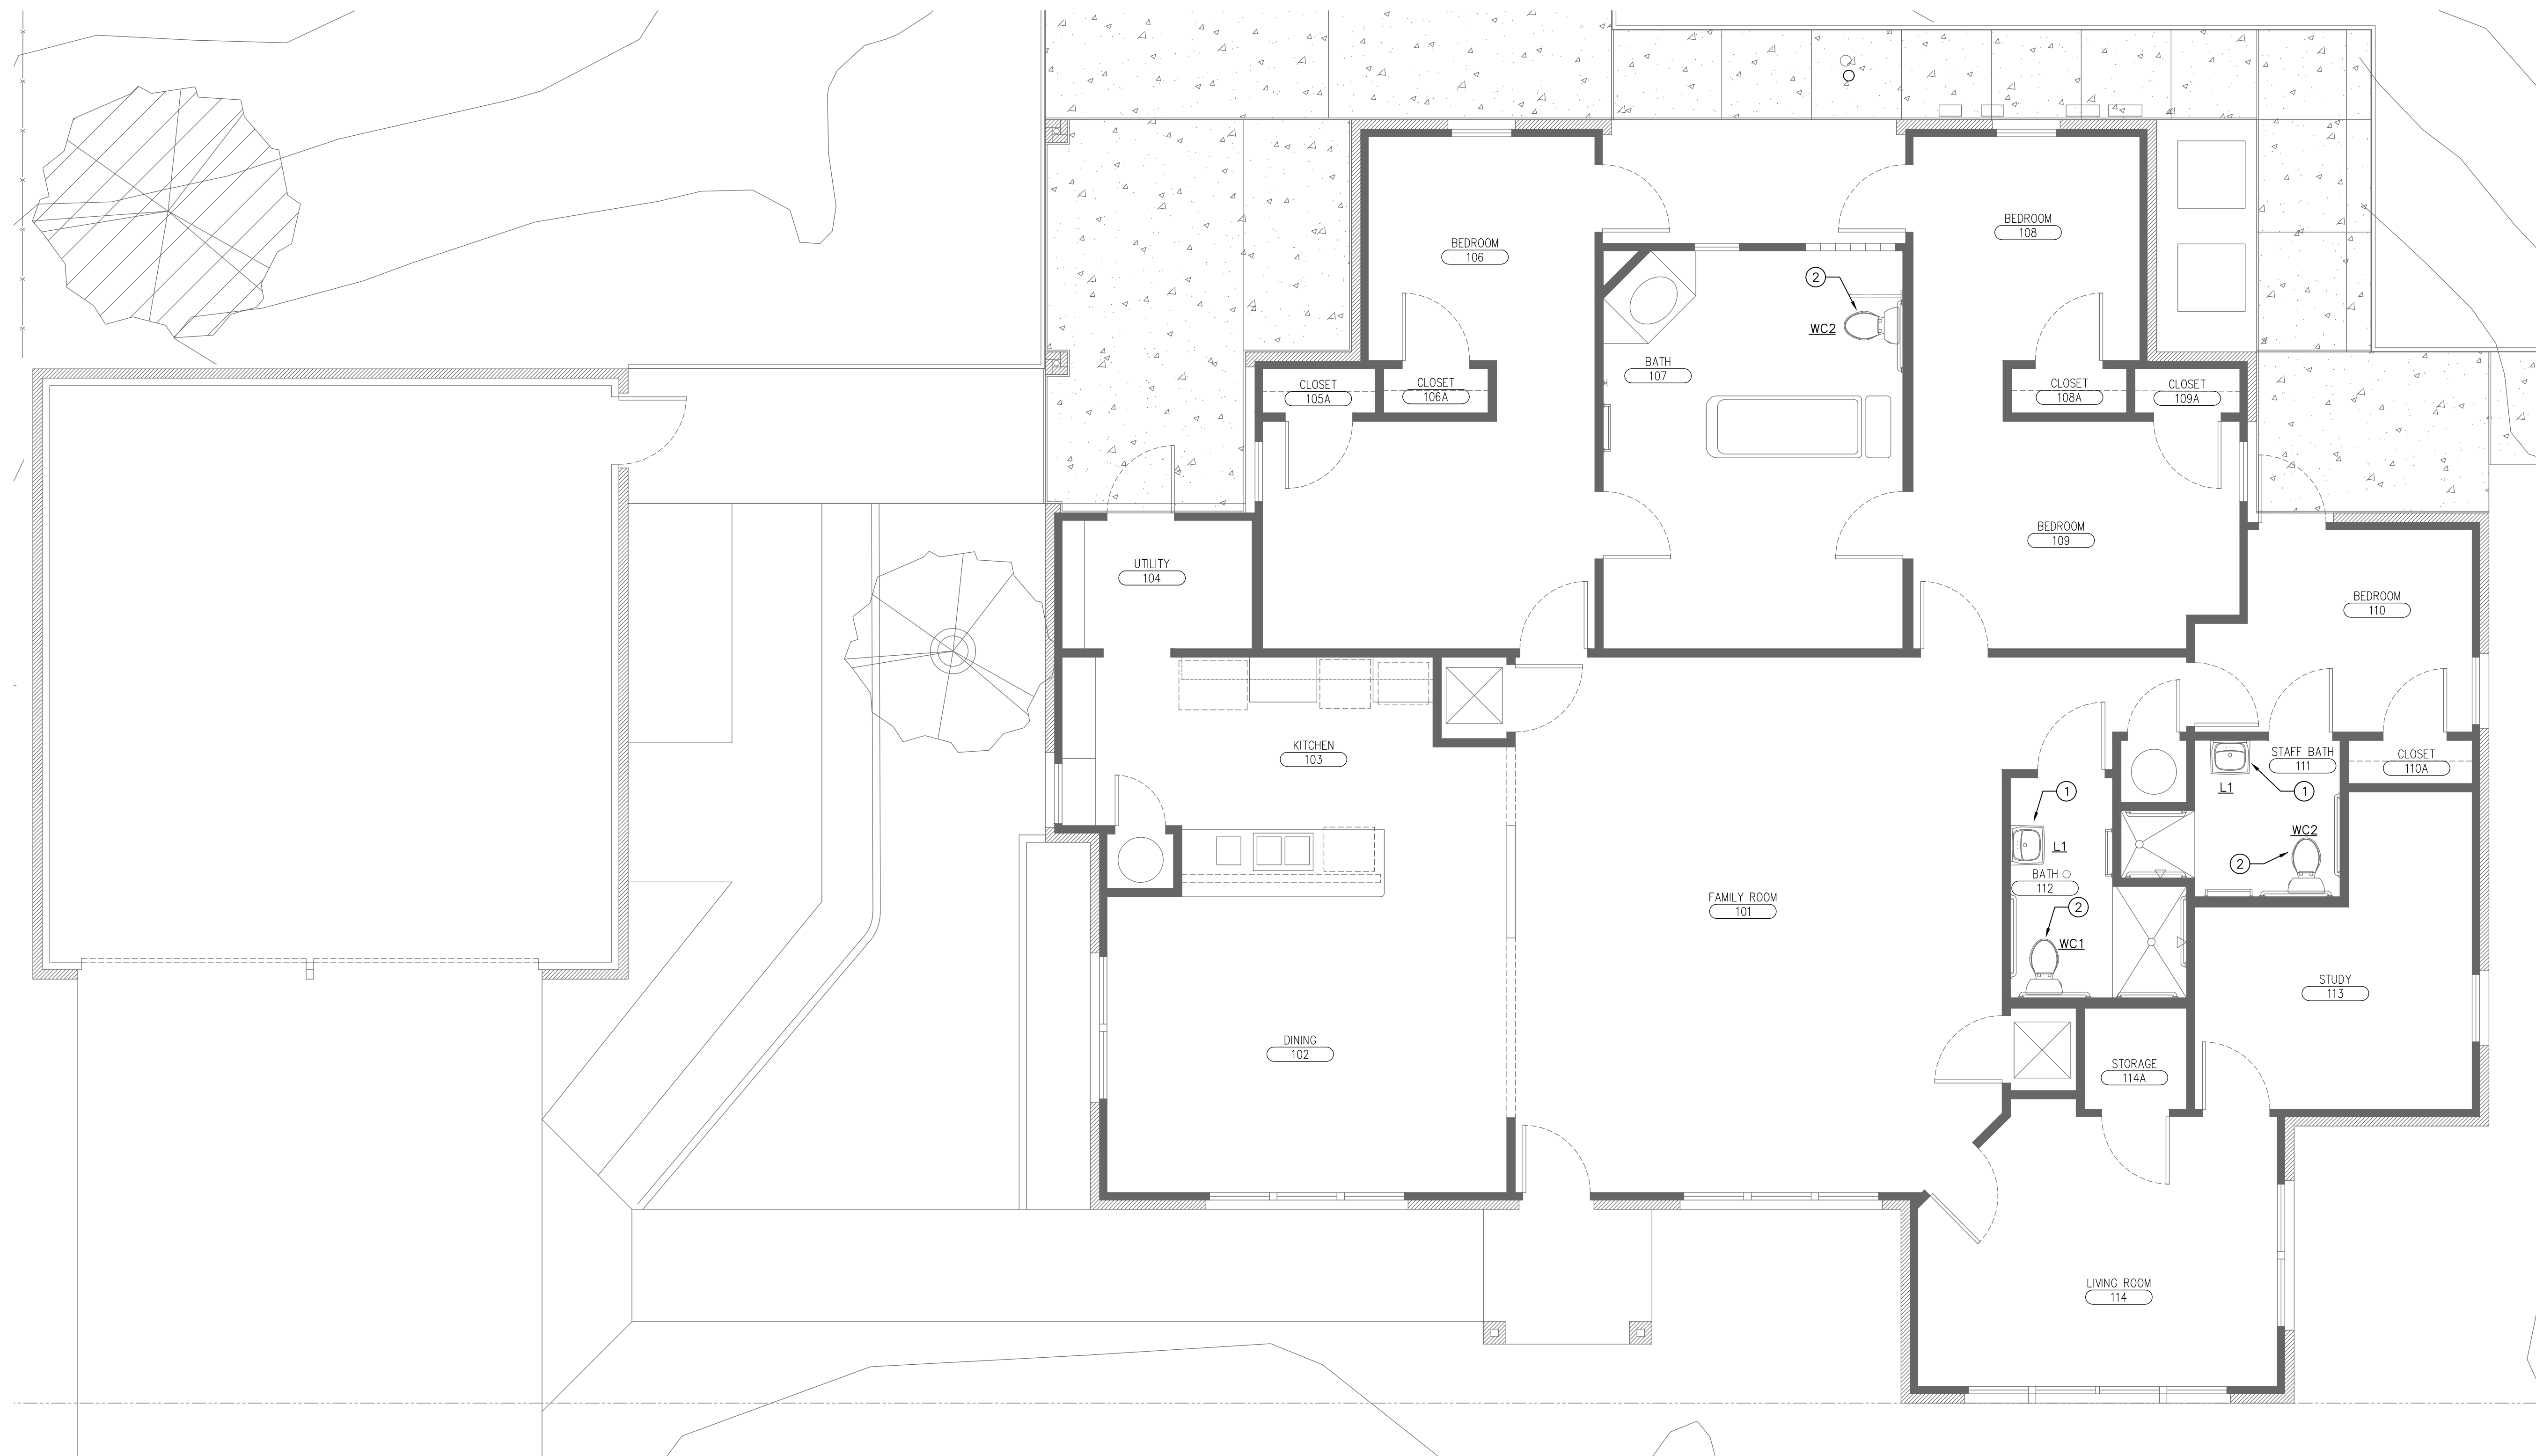 BEDROOM
108
BEDROOM
106
2
WC2
BATH
107
CLOSET
105A
CLOSET
106A
CLOSET
108A
CLOSET
109A
BEDROOM
109
UTILITY
104
BEDROOM
110
KITCHEN
103
STAFF BATH
111
CLOSET
110A
L1
1
1
L1
WC2
2
BATH
112
2
WC1
FAMILY ROOM
101
STUDY
113
DINING
102
STORAGE
114A
LIVING ROOM
114